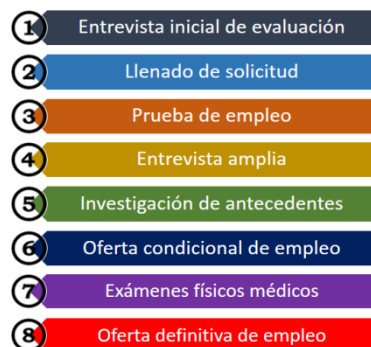 1 Entrevista inicial de evaluación
2 Llenado de solicitud
3 Prueba de empleo
4 Entrevista amplia
5 Investigación de antecedentes
6 Oferta condicional de empleo
7 Exámenes físicos médicos
8 Oferta definitiva de empleo